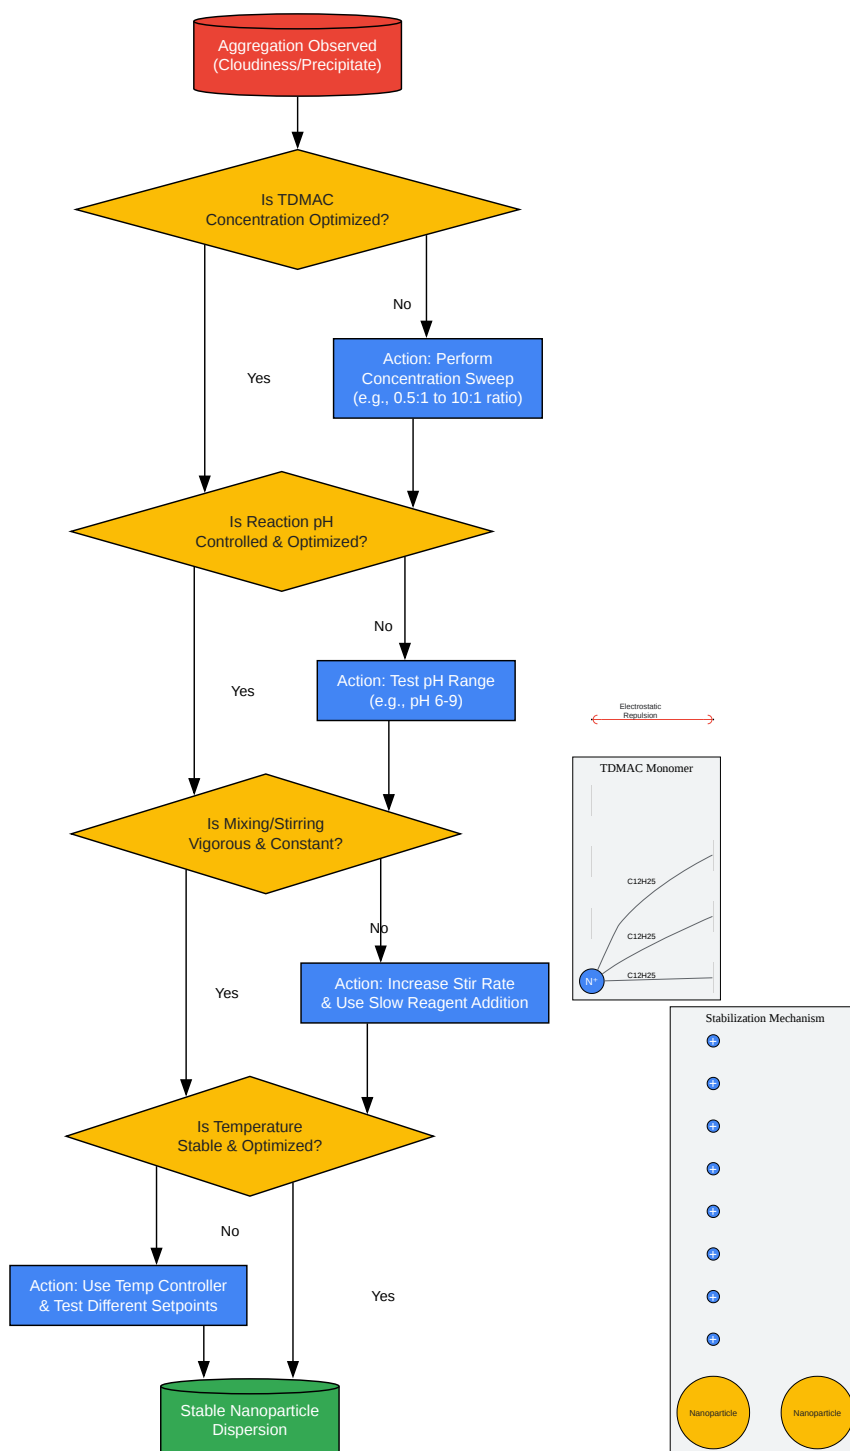 Aggregation Observed
(Cloudiness/Precipitate)
Is TDMAC
Concentration Optimized?
No
Yes
Action: Perform
Concentration Sweep
(e.g., 0.5:1 to 10:1 ratio)
Is Reaction pH
Controlled & Optimized?
No
Yes
Action: Test pH Range
(e.g., pH 6-9)
Is Mixing/Stirring
Vigorous & Constant?
No
Yes
Action: Increase Stir Rate
& Use Slow Reagent Addition
Is Temperature
Stable & Optimized?
No
Yes
Action: Use Temp Controller
& Test Different Setpoints
Stable Nanoparticle
Dispersion
Electrostatic
Repulsion
TDMAC Monomer
C12H25
C12H25
C12H25
N⁺
Stabilization Mechanism
+
+
+
+
+
+
+
+
Nanoparticle
Nanoparticle